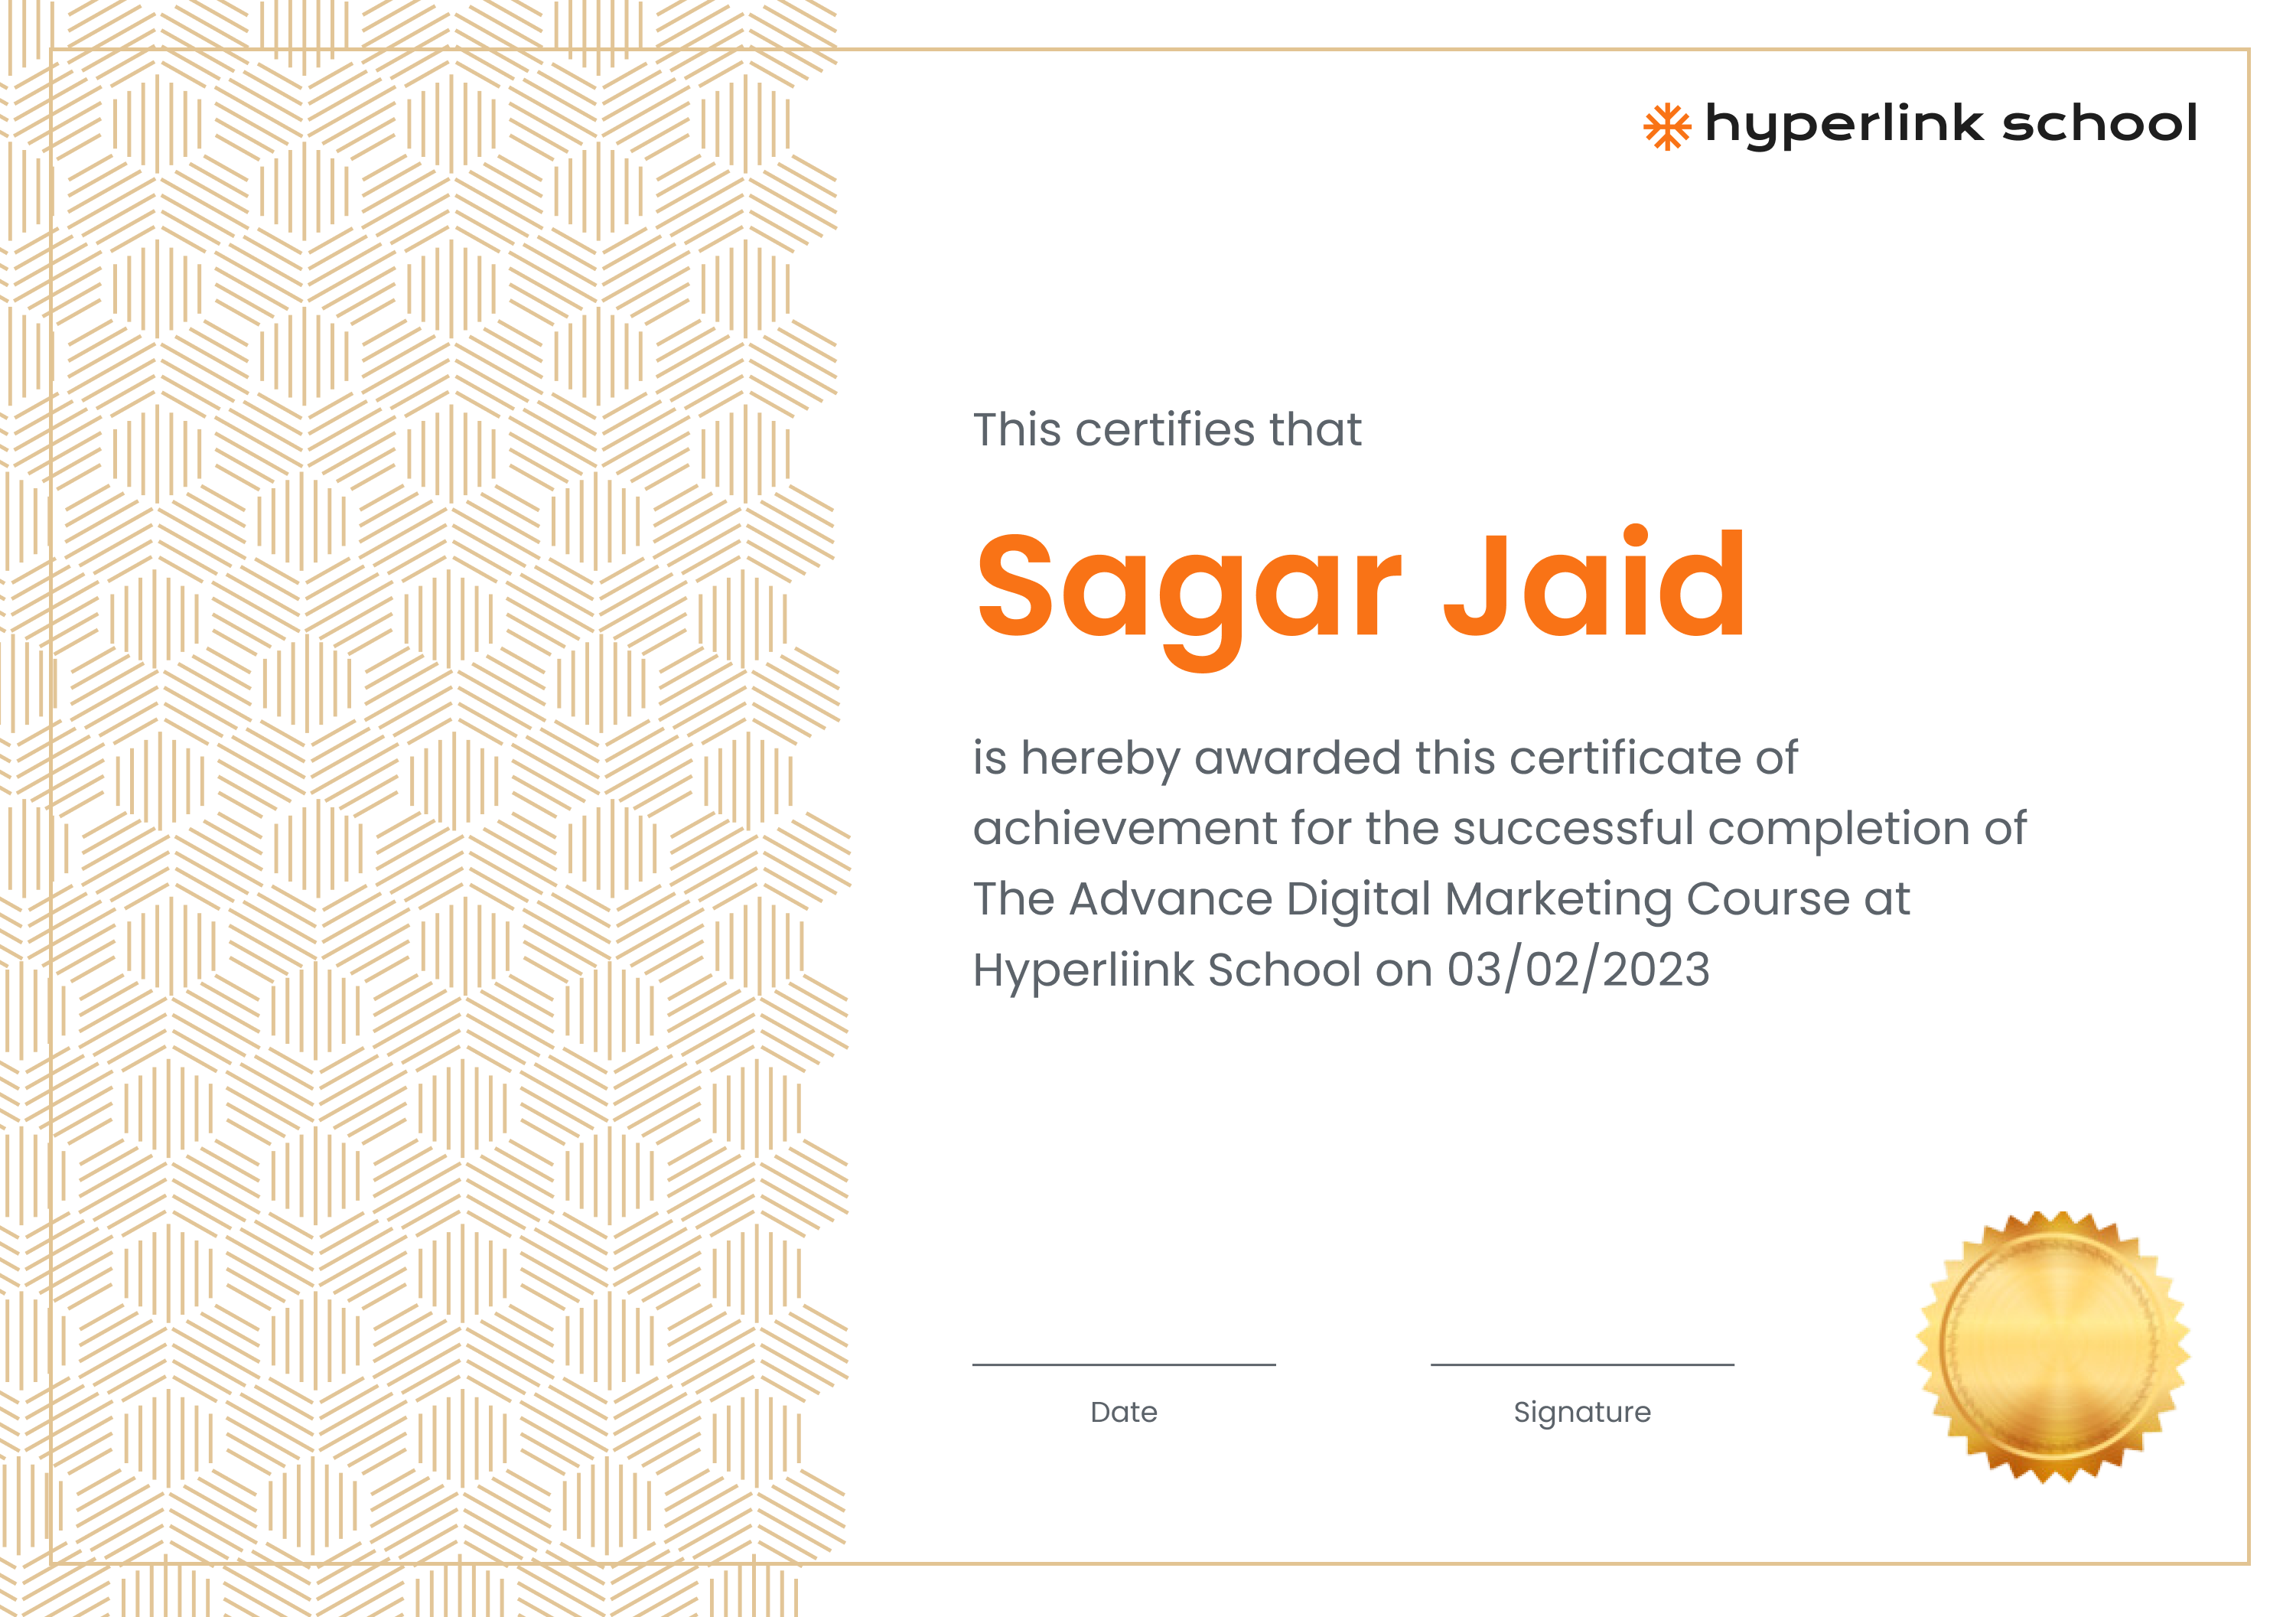 hyperlink school
This certifies that
Sagar Jaid
is hereby awarded this certificate of
achievement for the successful completion of
The Advance Digital Marketing Course at
Hyperliink School on 03/02/2023
Date
Signature